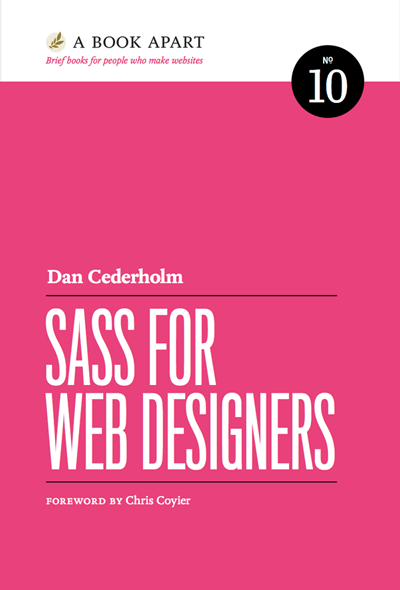 A BOOK APART
Brief books for people who make websites
Nº
10
Dan Cederholm
SASS FOR
WEB DESIGNERS
FOREWORD BY Chris Coyier